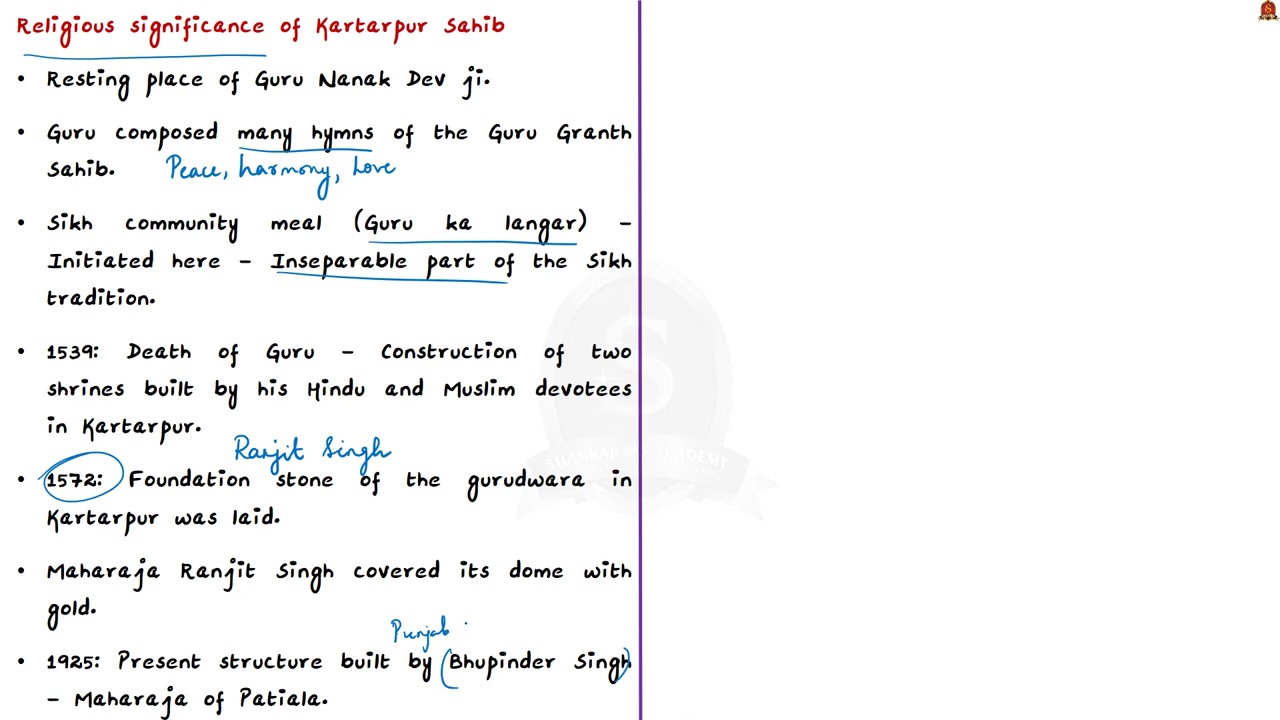 Religious significance of Kartarpur Sahib
• Resting place of Guru Nanak Dev ji.
• Guru composed many hymns of the Guru Granth
Sahib. Peace, harmony, Love
• Sikh community meal (Guru ka langar) –
Initiated here – Inseparable part of the Sikh
tradition.
• 1539: Death of Guru – Construction of two
shrines built by his Hindu and Muslim devotees
in Kartarpur.
Ranjit Singh
• 1572: Foundation stone of the gurudwara in
Kartarpur was laid.
• Maharaja Ranjit Singh covered its dome with
gold.
Punjab
• 1925: Present structure built by (Bhupinder Singh)
– Maharaja of Patiala.
SHANKAR IAS ACADEMY